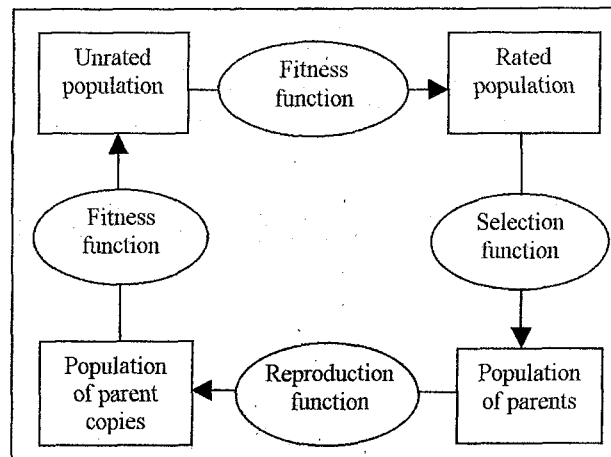 Unrated
population
Fitness
function
Rated
population
Fitness
function
Selection
function
Population
of parent
copies
Reproduction
function
Population
of parents